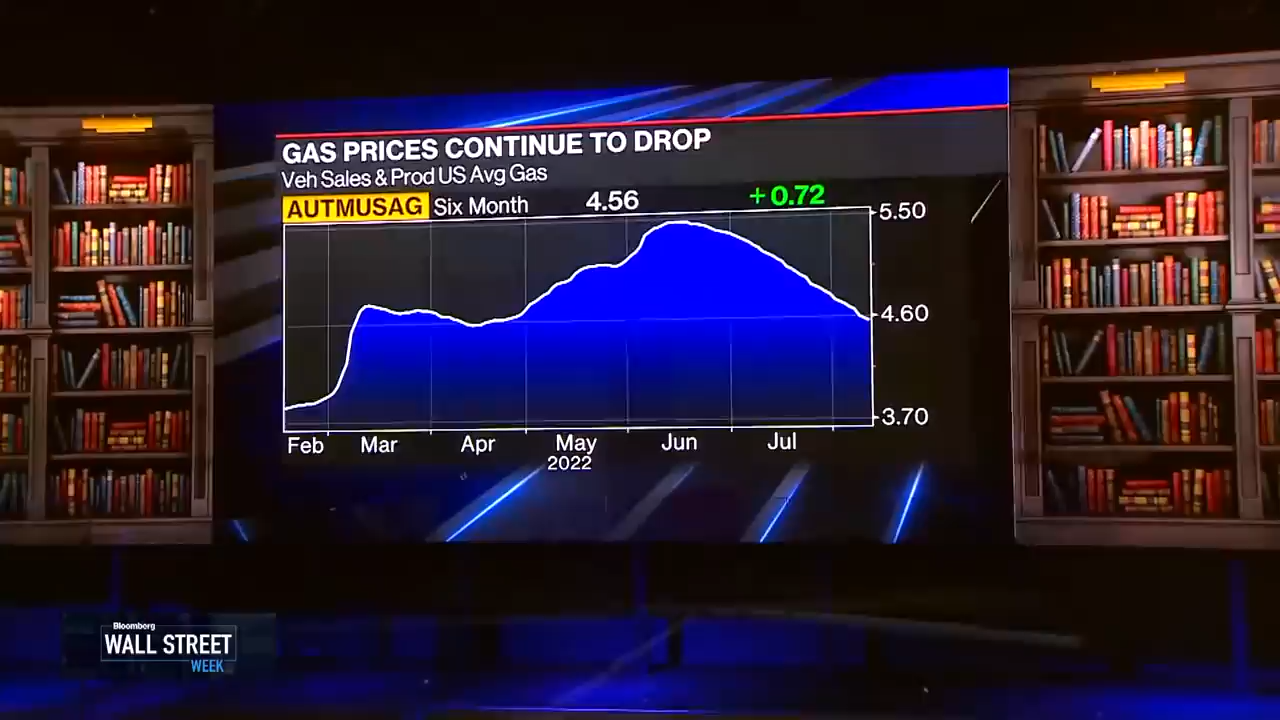 GAS PRICES CONTINUE TO DROP
Veh Sales & Prod US Avg Gas
AUTMUSAG Six Month 4.56 +0.72
5.50
4.60
3.70
Feb Mar Apr May Jun Jul
2022
Bloomberg
WALL STREET
WEEK